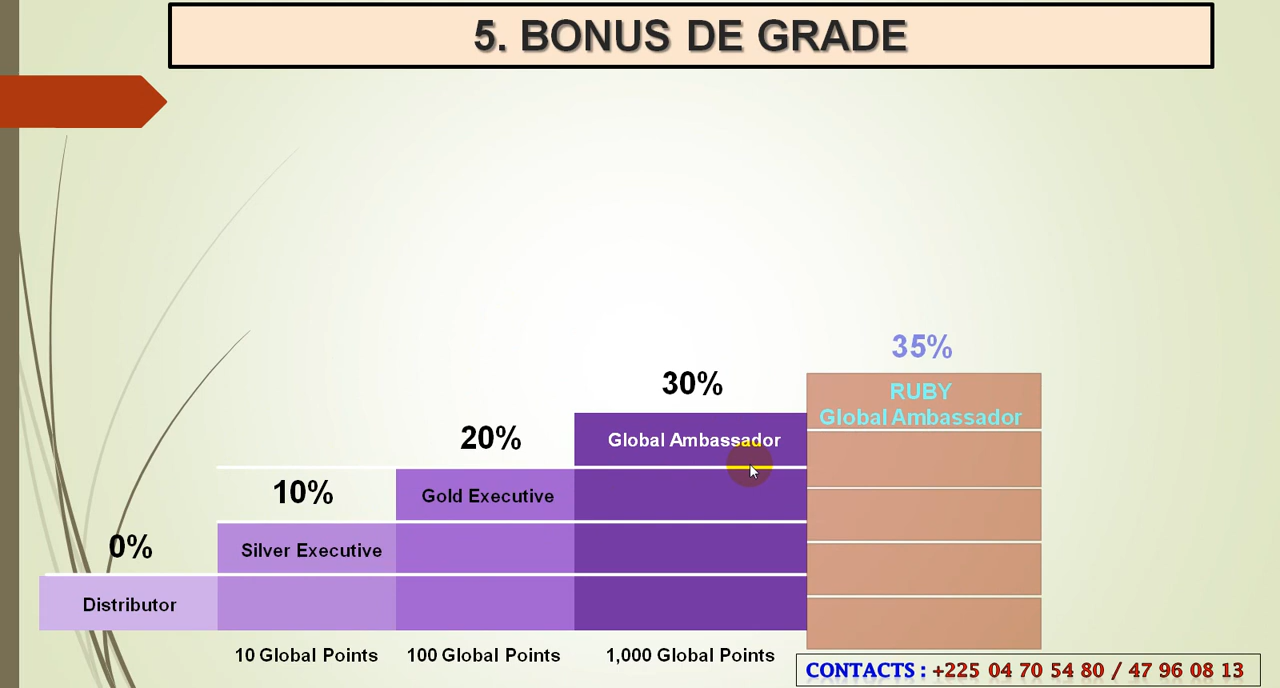 5. BONUS DE GRADE
35%
RUBY
Global Ambassador
30%
Global Ambassador
20%
Gold Executive
10%
Silver Executive
0%
Distributor
10 Global Points
100 Global Points
1,000 Global Points
CONTACTS : +225 04 70 54 80 / 47 96 08 13